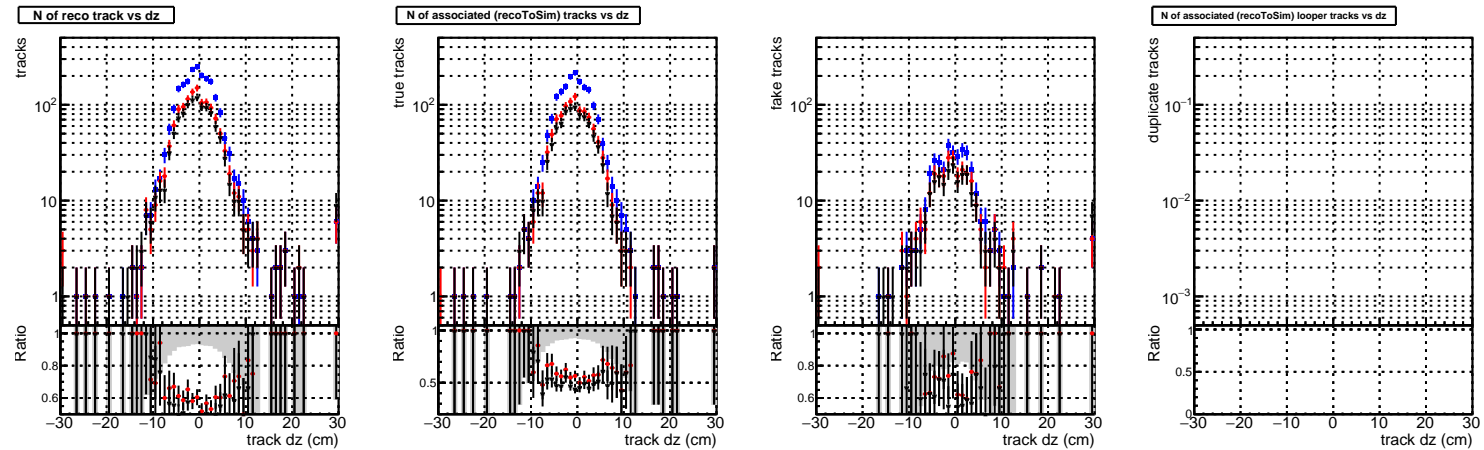 N of reco track vs dz
tracks
10²
10
1
Ratio
1
0.8
0.6
−30 −20 −10 0 10 20 30
track dz (cm)
N of associated (recoToSim) tracks vs dz
true tracks
10²
10
1
Ratio
1
0.5
−30 −20 −10 0 10 20 30
track dz (cm)
fake tracks
10²
10
1
Ratio
1
0.8
0.6
−30 −20 −10 0 10 20 30
track dz (cm)
N of associated (recoToSim) looper tracks vs dz
duplicate tracks
10⁻¹
10⁻²
10⁻³
Ratio
1
0.5
0
−30 −20 −10 0 10 20 30
track dz (cm)